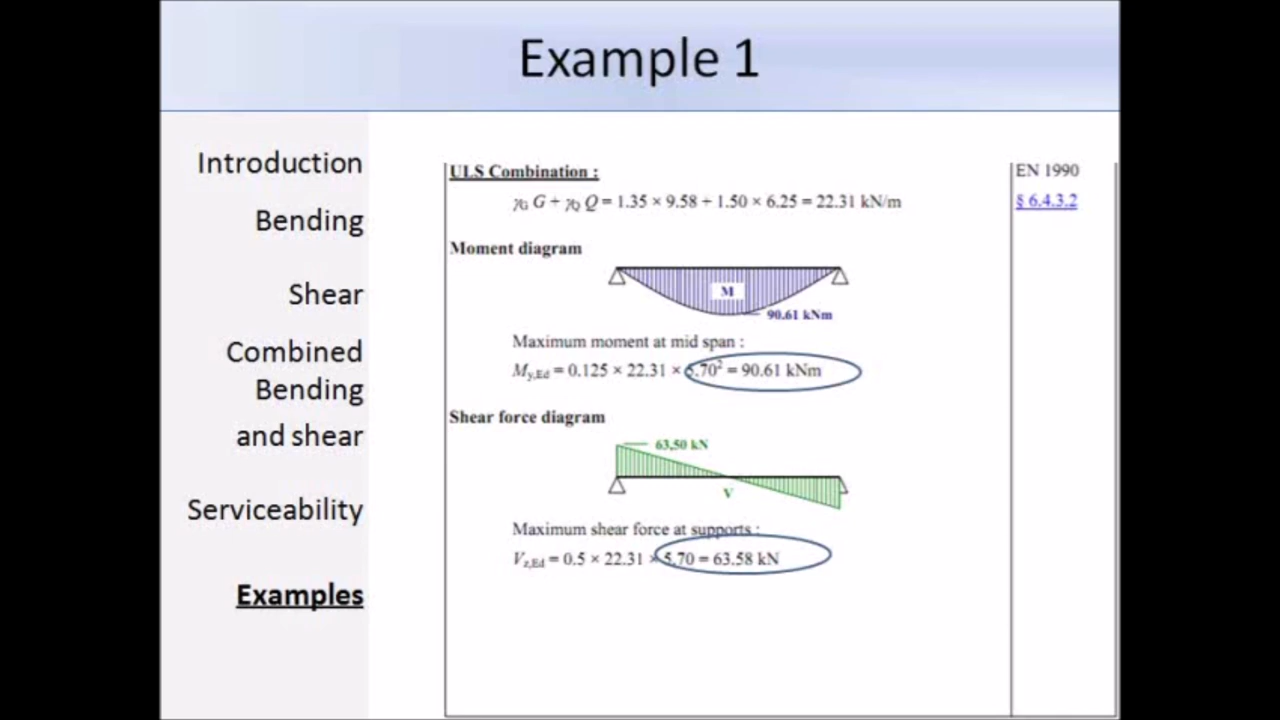 Example 1
Introduction
Bending
Shear
Combined
Bending
and shear
Serviceability
Examples
ULS Combination :
γG G + γQ Q = 1.35 × 9.58 + 1.50 × 6.25 = 22.31 kN/m
EN 1990
§ 6.4.3.2
Moment diagram
M
90.61 kNm
Maximum moment at mid span :
My,Ed = 0.125 × 22.31 × 5.70² = 90.61 kNm
Shear force diagram
63,50 kN
V
Maximum shear force at supports :
Vz,Ed = 0.5 × 22.31 × 5.70 = 63.58 kN